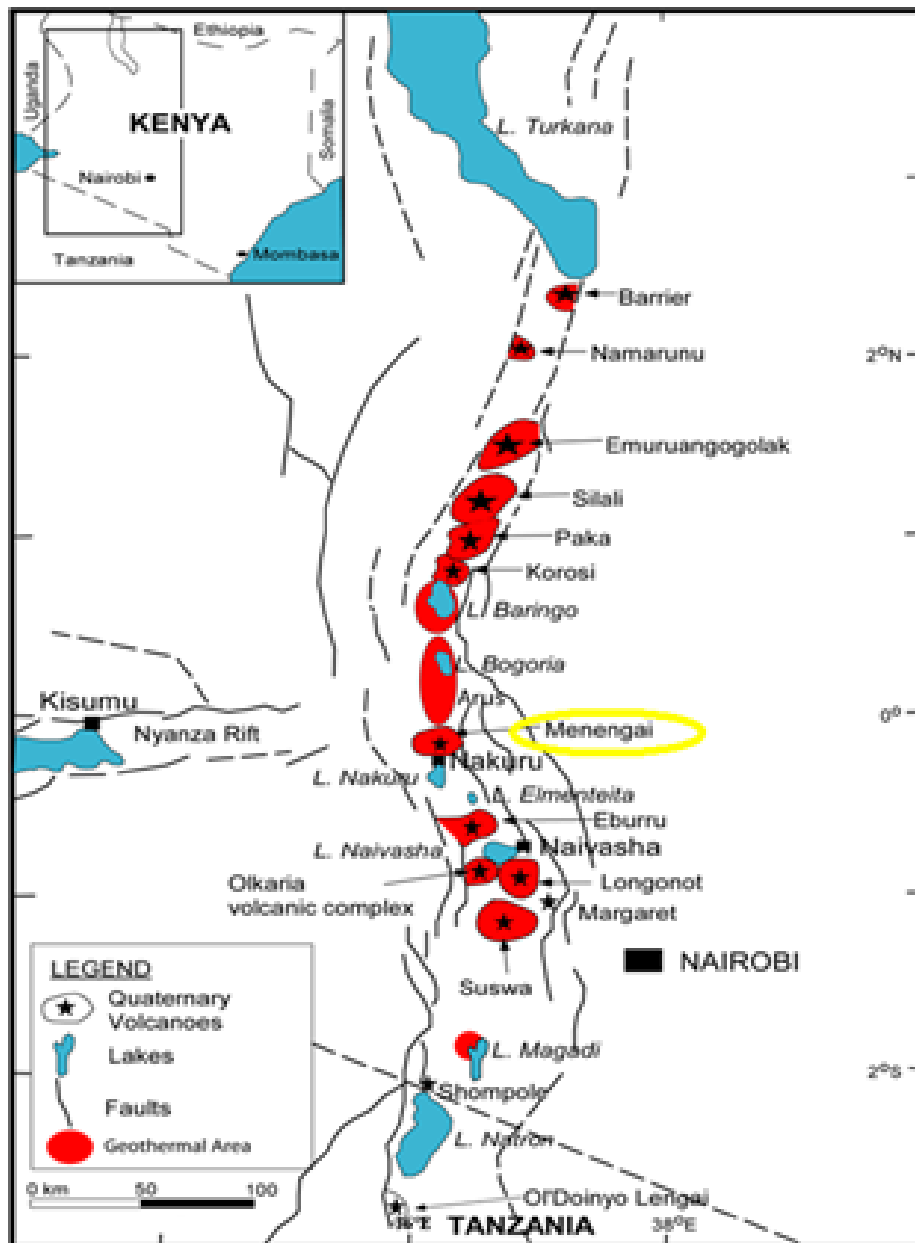 Ethiopia
Uganda
KENYA
Somalia
Nairobi
Tanzania
Mombasa
L. Turkana
Barrier
Namarunu
2°N
Emuruangogolak
Silali
Paka
Korosi
L. Baringo
L. Bogoria
Arus
Kisumu
Nyanza Rift
Menengai
0°
Nakuru
L. Nakuru
L. Elmenteita
Eburru
L. Naivasha
Naivasha
Olkaria
volcanic complex
Longonot
Margaret
NAIROBI
Suswa
LEGEND
Quaternary
Volcanoes
Lakes
Faults
Geothermal Area
0 km 50 100
L. Magadi
2°S
Shompole
L. Natron
Ol'Doinyo Lengai
36°E
TANZANIA
38°E